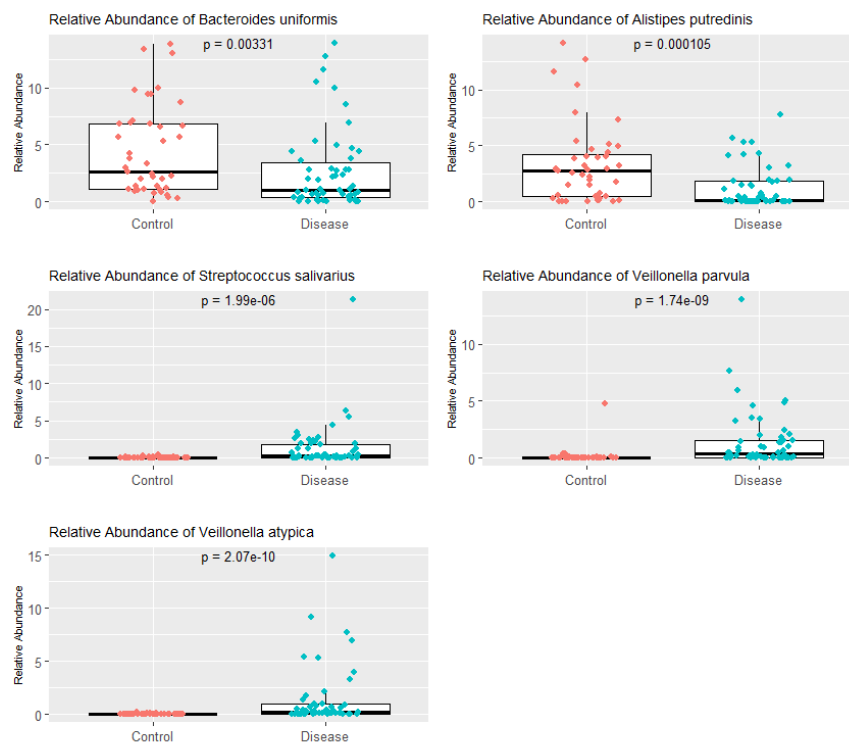 Relative Abundance of Bacteroides uniformis
p = 0.00331
Relative Abundance
10
5
0
Control
Disease
Relative Abundance of Alistipes putredinis
p = 0.000105
Relative Abundance
10
5
0
Control
Disease
Relative Abundance of Streptococcus salivarius
p = 1.99e-06
Relative Abundance
20
15
10
5
0
Control
Disease
Relative Abundance of Veillonella parvula
p = 1.74e-09
Relative Abundance
10
5
0
Control
Disease
Relative Abundance of Veillonella atypica
p = 2.07e-10
Relative Abundance
15
10
5
0
Control
Disease